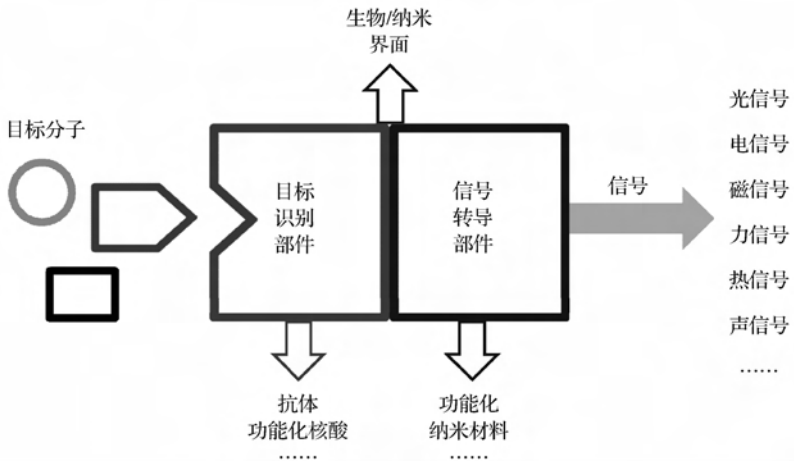 生物/纳米
界面
目标分子
目标
识别
部件
信号
转导
部件
信号
光信号
电信号
磁信号
力信号
热信号
声信号
……
抗体
功能化核酸
……
功能化
纳米材料
……